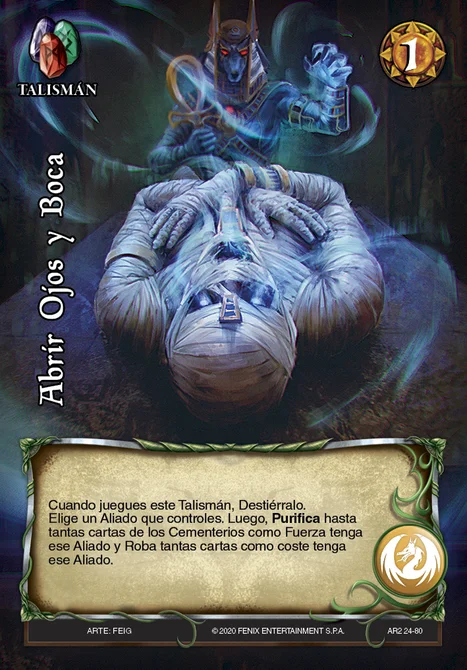 TALISMÁN
1
Abrir Ojos y Boca
Cuando juegues este Talismán, Destiérralo.
Elige un Aliado que controles. Luego, Purifica hasta
tantas cartas de los Cementerios como Fuerza tenga
ese Aliado y Roba tantas cartas como coste tenga
ese Aliado.
ARTE: FEIG
© 2020 FENIX ENTERTAINMENT S.P.A.
AR2 24-80